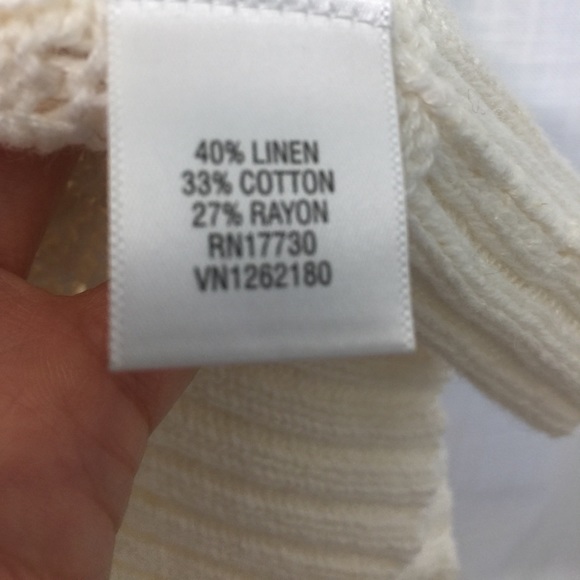 40% LINEN
33% COTTON
27% RAYON
RN17730
VN1262180